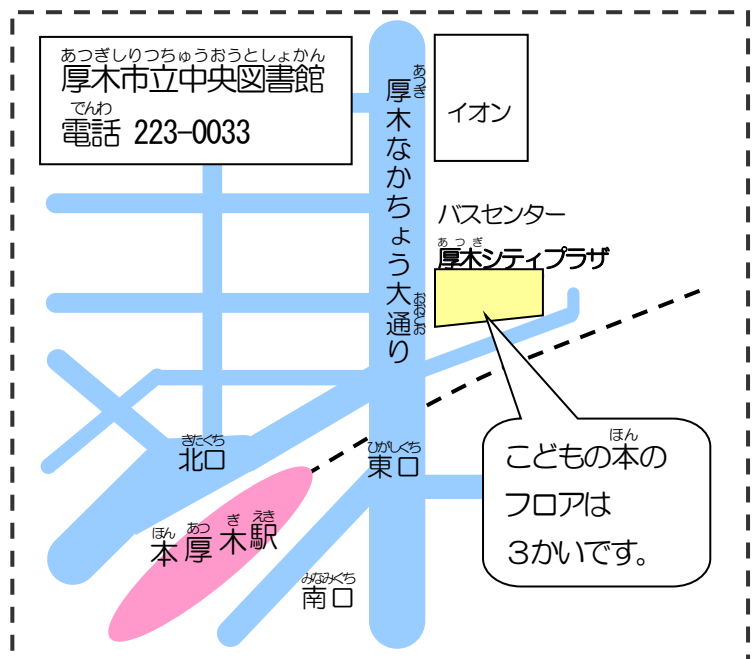 あつぎしりつちゅうおうとしょかん
厚木市立中央図書館
でんわ
電話 223-0033
あつぎ
厚木なかちょう大通り
おおどお
イオン
バスセンター
あつぎ
厚木シティプラザ
ほん
こどもの本の
フロアは
3かいです。
きたぐち
北口
ひがしぐち
東口
ほんあつぎえき
本厚木駅
みなみぐち
南口